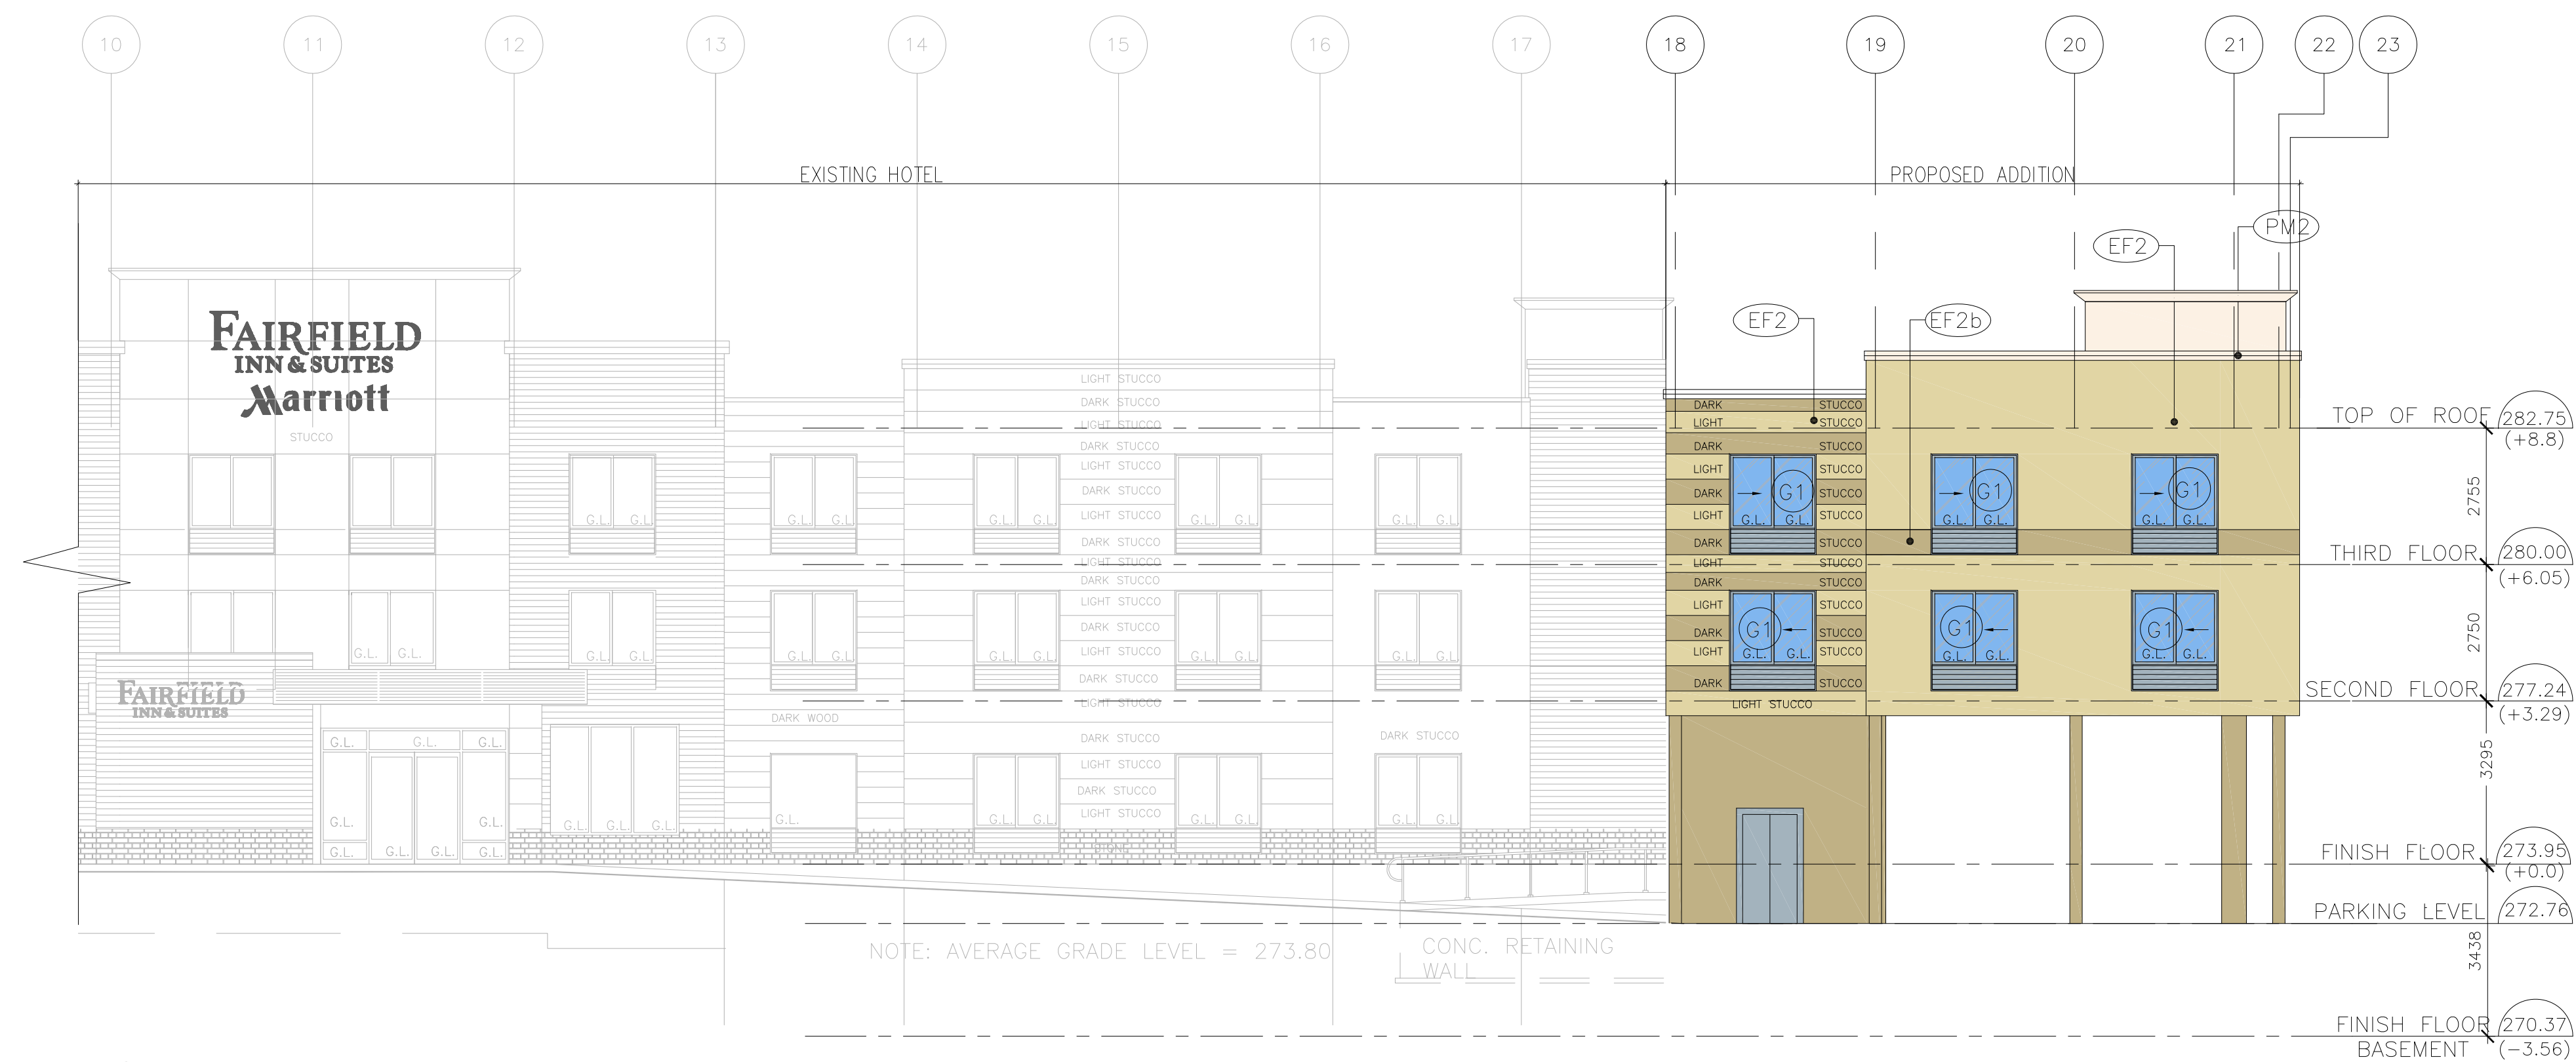 10 11 12 13 14 15 16 17 18 19 20 21 22 23
EXISTING HOTEL
PROPOSED ADDITION
PM2
EF2
EF2
EF2b
FAIRFIELD
INN & SUITES
Marriott
STUCCO
LIGHT STUCCO
DARK STUCCO
LIGHT STUCCO
DARK STUCCO
LIGHT STUCCO
DARK STUCCO
LIGHT STUCCO
DARK STUCCO
LIGHT STUCCO
DARK STUCCO
LIGHT STUCCO
DARK STUCCO
LIGHT STUCCO
DARK STUCCO
LIGHT STUCCO
DARK STUCCO
LIGHT STUCCO
DARK STUCCO
LIGHT STUCCO
STONE
G.L. G.L. G.L. G.L. G.L. G.L. G.L. G.L. G.L. G.L.
G.L. G.L. G.L. G.L. G.L. G.L. G.L. G.L. G.L. G.L. G.L. G.L.
FAIRFIELD
INN & SUITES
DARK WOOD
DARK STUCCO
G.L. G.L. G.L.
G.L. G.L.
G.L. G.L. G.L. G.L.
G.L. G.L. G.L.
G.L.
G.L. G.L. G.L. G.L. G.L. G.L.
DARK STUCCO
LIGHT STUCCO
DARK STUCCO
LIGHT STUCCO
DARK STUCCO
LIGHT STUCCO
DARK STUCCO
LIGHT STUCCO
DARK STUCCO
LIGHT STUCCO
DARK STUCCO
LIGHT STUCCO
DARK STUCCO
LIGHT STUCCO
G1 G1 G1
G.L. G.L. G.L. G.L. G.L. G.L.
G1 G1 G1
G.L. G.L. G.L. G.L. G.L. G.L.
TOP OF ROOF 282.75
(+8.8)
2755
THIRD FLOOR 280.00
(+6.05)
2750
SECOND FLOOR 277.24
(+3.29)
3295
FINISH FLOOR 273.95
(+0.0)
PARKING LEVEL 272.76
3438
FINISH FLOOR 270.37
BASEMENT (−3.56)
NOTE: AVERAGE GRADE LEVEL = 273.80
CONC. RETAINING
WALL